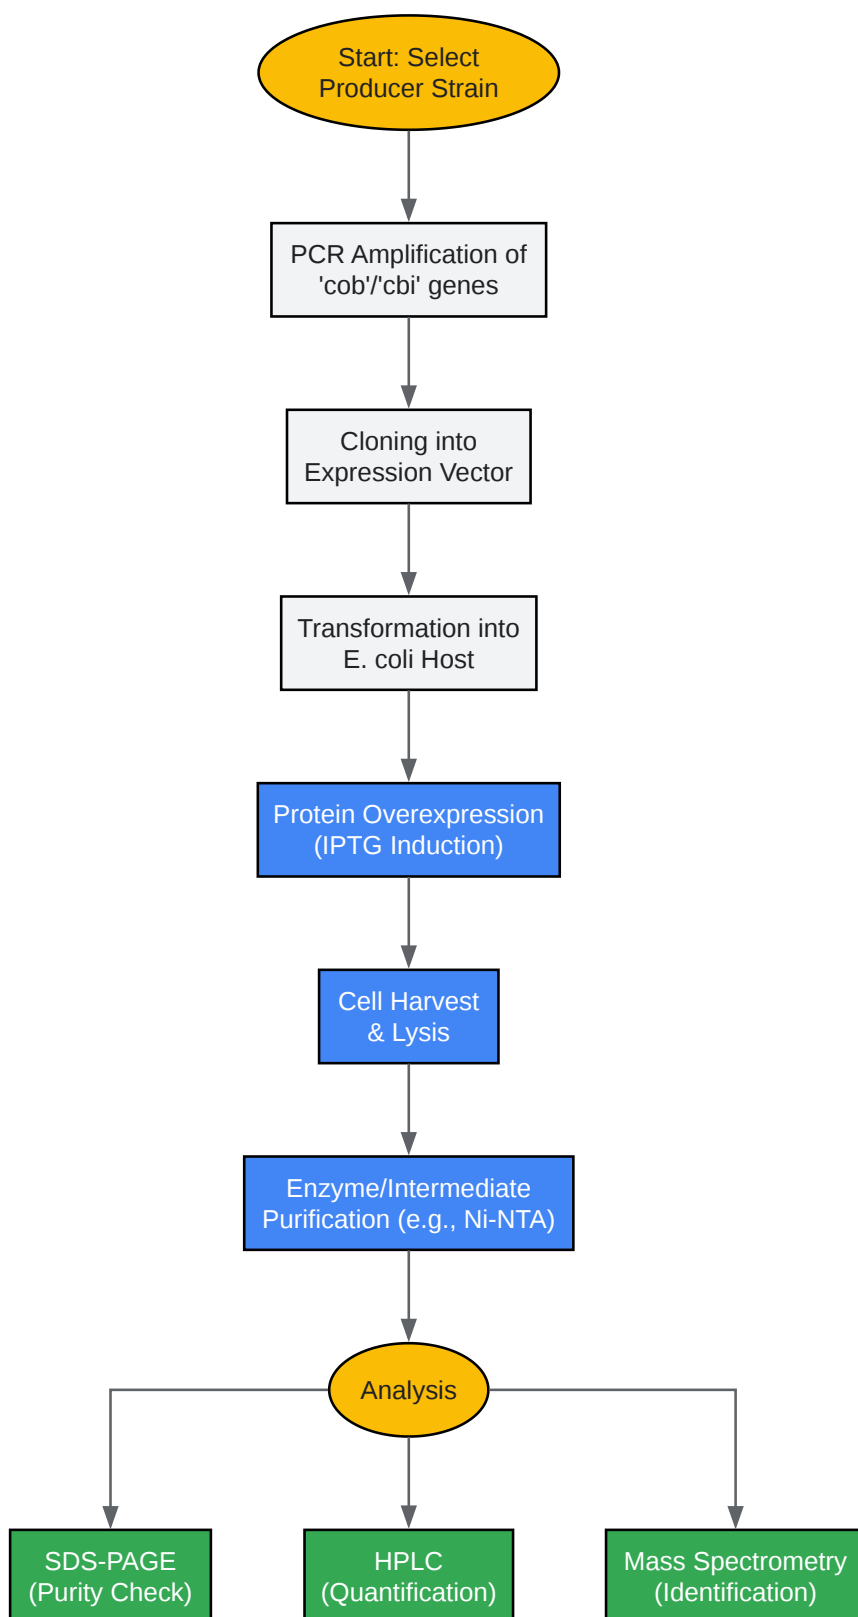 Start: Select
Producer Strain
PCR Amplification of
'cob'/'cbi' genes
Cloning into
Expression Vector
Transformation into
E. coli Host
Protein Overexpression
(IPTG Induction)
Cell Harvest
& Lysis
Enzyme/Intermediate
Purification (e.g., Ni-NTA)
Analysis
SDS-PAGE
(Purity Check)
HPLC
(Quantification)
Mass Spectrometry
(Identification)